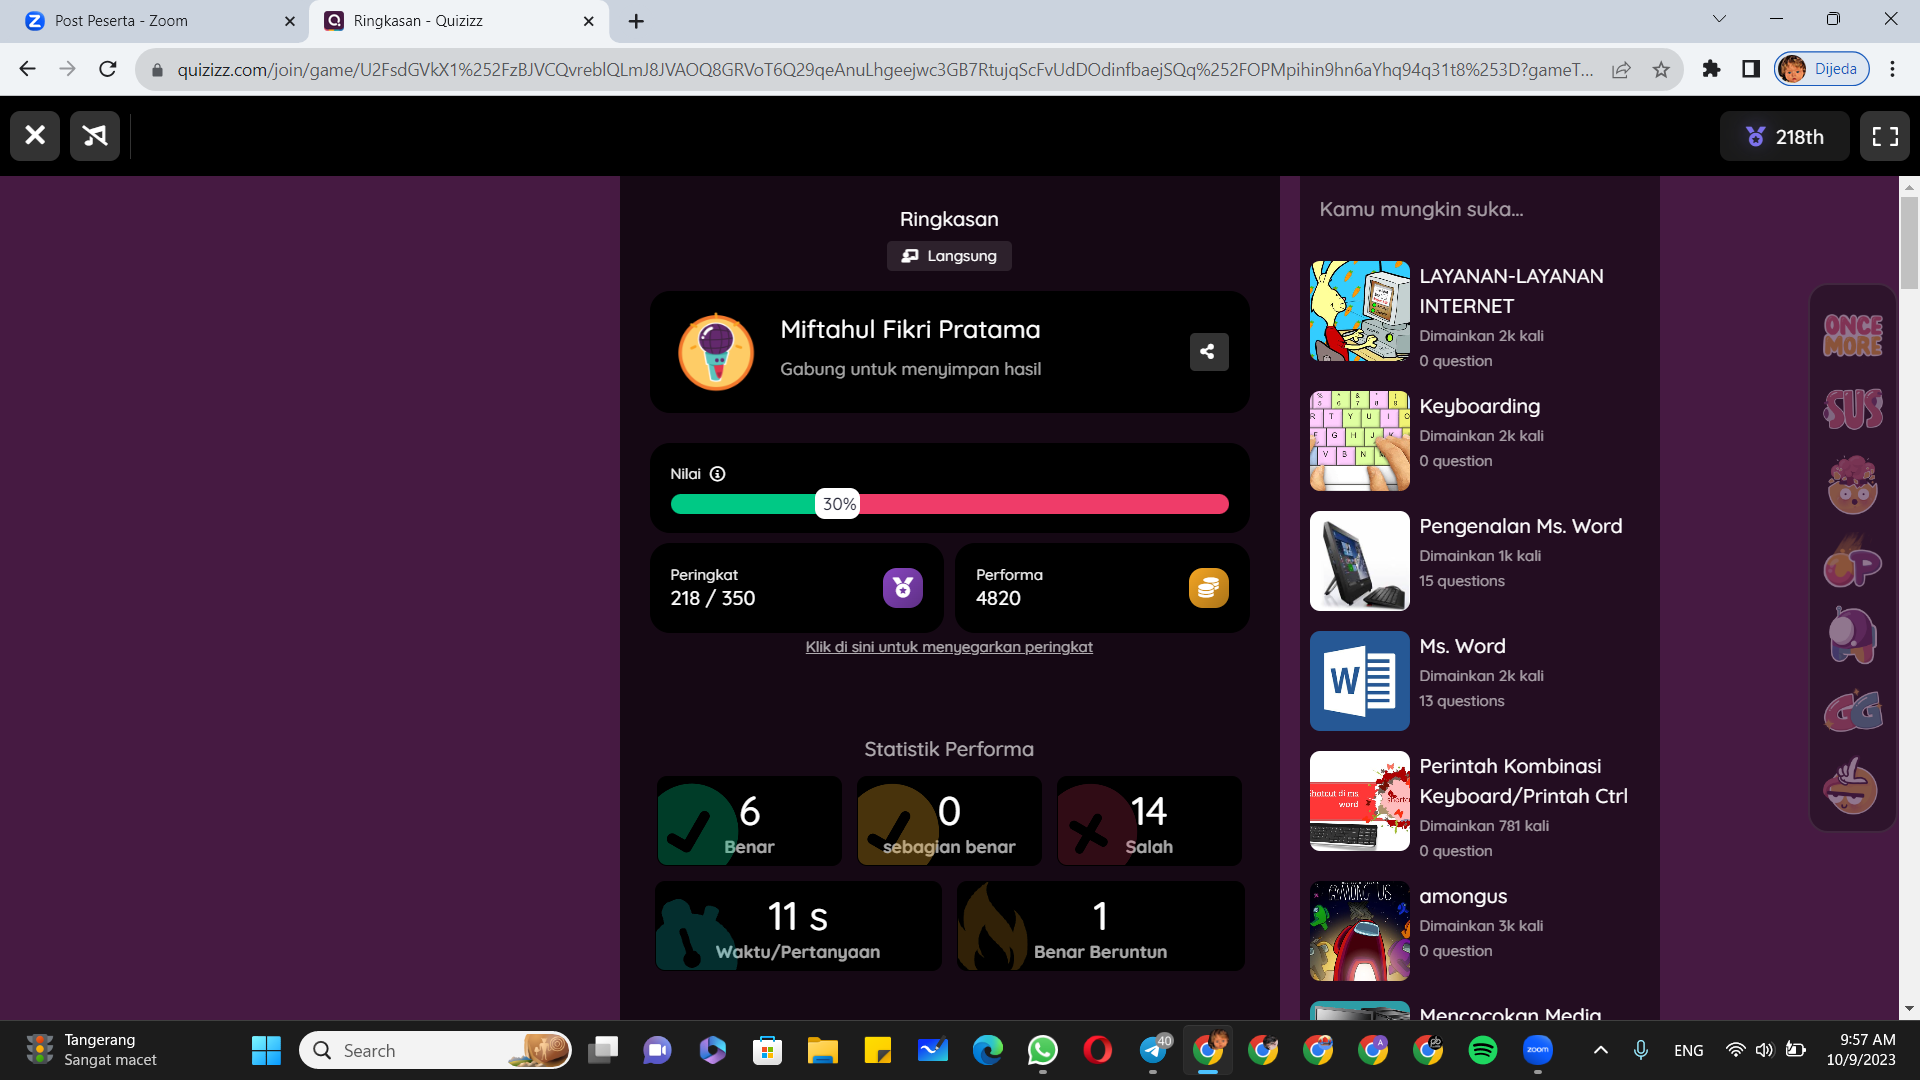 Post Peserta - Zoom
Ringkasan - Quizizz
quizizz.com/join/game/U2FsdGVkX1%252FzBJVCQvreblQLmJ8JVAOQ8GRVoT6Q29qeAnuLhgeejwc3GB7RtujqScFvUdDOdinfbaejSQq%252FOPMpihin9hn6aYhq94q31t8%253D?gameT...
Dijeda
218th
Ringkasan
Langsung
Miftahul Fikri Pratama
Gabung untuk menyimpan hasil
Nilai
30%
Peringkat
218 / 350
Performa
4820
Klik di sini untuk menyegarkan peringkat
Statistik Performa
6
Benar
0
sebagian benar
14
Salah
11 s
Waktu/Pertanyaan
1
Benar Beruntun
Kamu mungkin suka...
LAYANAN-LAYANAN
INTERNET
Dimainkan 2k kali
0 question
Keyboarding
Dimainkan 2k kali
0 question
Pengenalan Ms. Word
Dimainkan 1k kali
15 questions
Ms. Word
Dimainkan 2k kali
13 questions
Perintah Kombinasi
Keyboard/Printah Ctrl
Dimainkan 781 kali
0 question
amongus
Dimainkan 3k kali
0 question
Mencocokan Media
ONCE
MORE
SUS
OP
GG
Tangerang
Sangat macet
Search
40
zoom
ENG
9:57 AM
10/9/2023